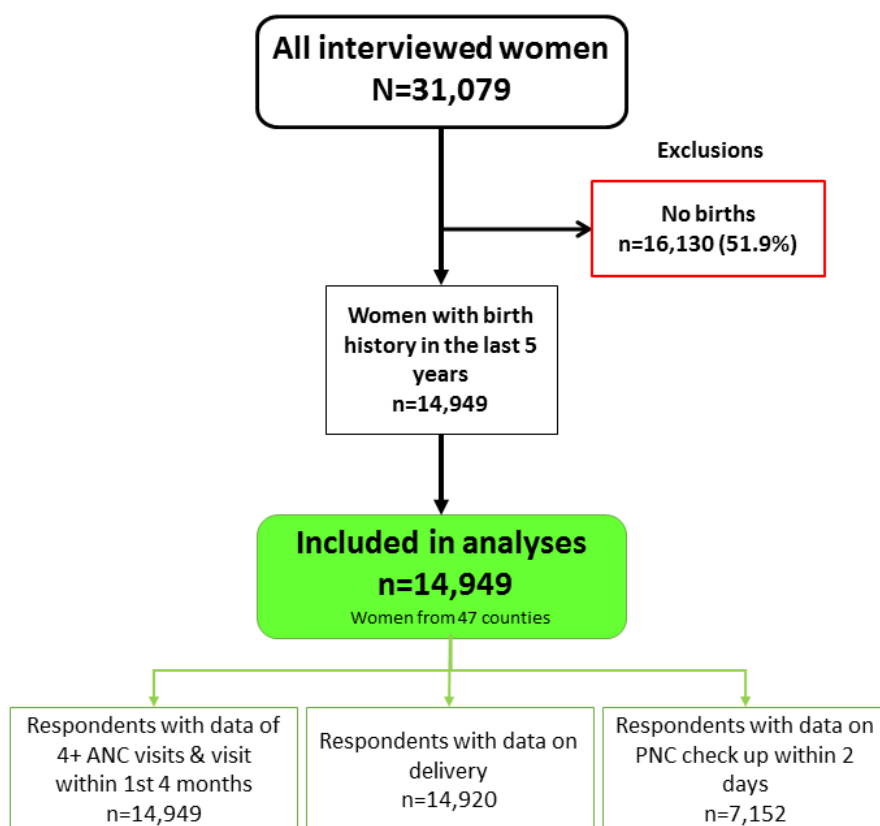 All interviewed women
N=31,079
Exclusions
No births
n=16,130 (51.9%)
Women with birth
history in the last 5
years
n=14,949
Included in analyses
n=14,949
Women from 47 counties
Respondents with data of
4+ ANC visits & visit
within 1st 4 months
n=14,949
Respondents with data on
delivery
n=14,920
Respondents with data on
PNC check up within 2
days
n=7,152